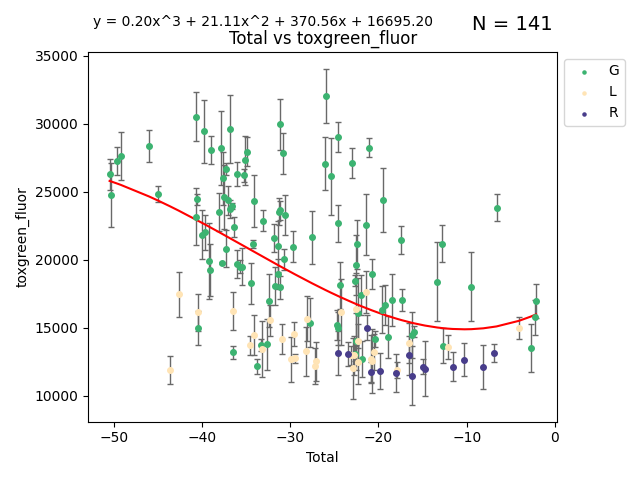 y = 0.20x^3 + 21.11x^2 + 370.56x + 16695.20
N = 141
Total vs toxgreen_fluor
35000
30000
25000
20000
15000
10000
toxgreen_fluor
−50
−40
−30
−20
−10
0
Total
G
L
R